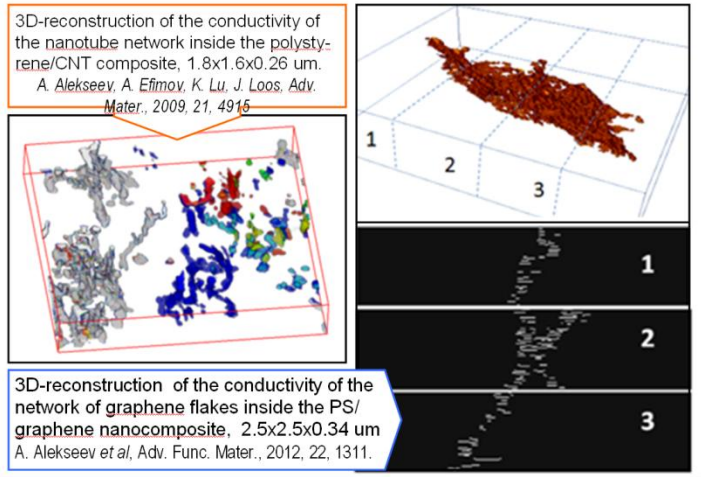 3D-reconstruction of the conductivity of
the nanotube network inside the polysty-
rene/CNT composite, 1.8x1.6x0.26 um.
A. Alekseev, A. Efimov, K. Lu, J. Loos, Adv.
Mater., 2009, 21, 4915
1
2
3
1
2
3
3D-reconstruction of the conductivity of the
network of graphene flakes inside the PS/
graphene nanocomposite, 2.5x2.5x0.34 um
A. Alekseev et al, Adv. Func. Mater., 2012, 22, 1311.